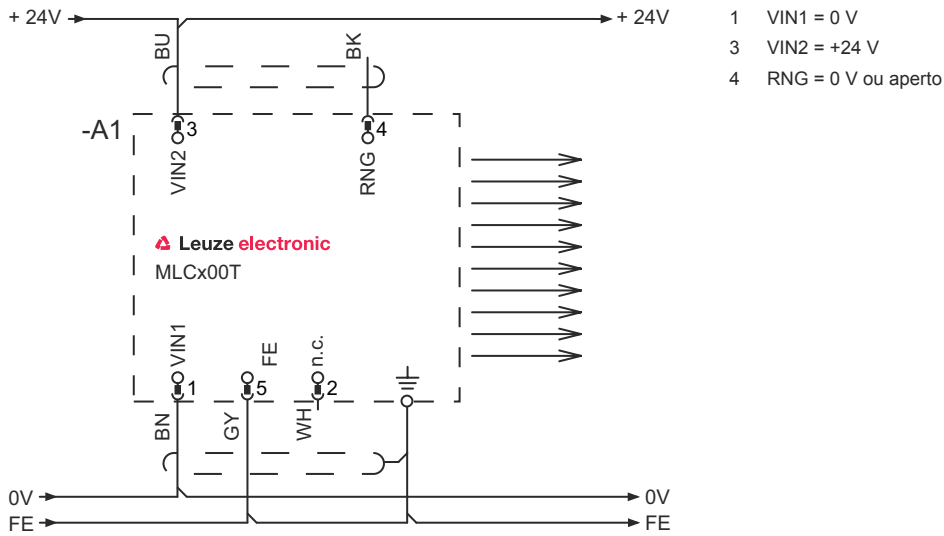 + 24V
+ 24V
1 VIN1 = 0 V
3 VIN2 = +24 V
4 RNG = 0 V ou aperto
BU
BK
-A1
3
4
VIN2
RNG
Leuze electronic
MLCx00T
VIN1
FE
n.c.
1
5
2
BN
GY
WH
0V
0V
FE
FE